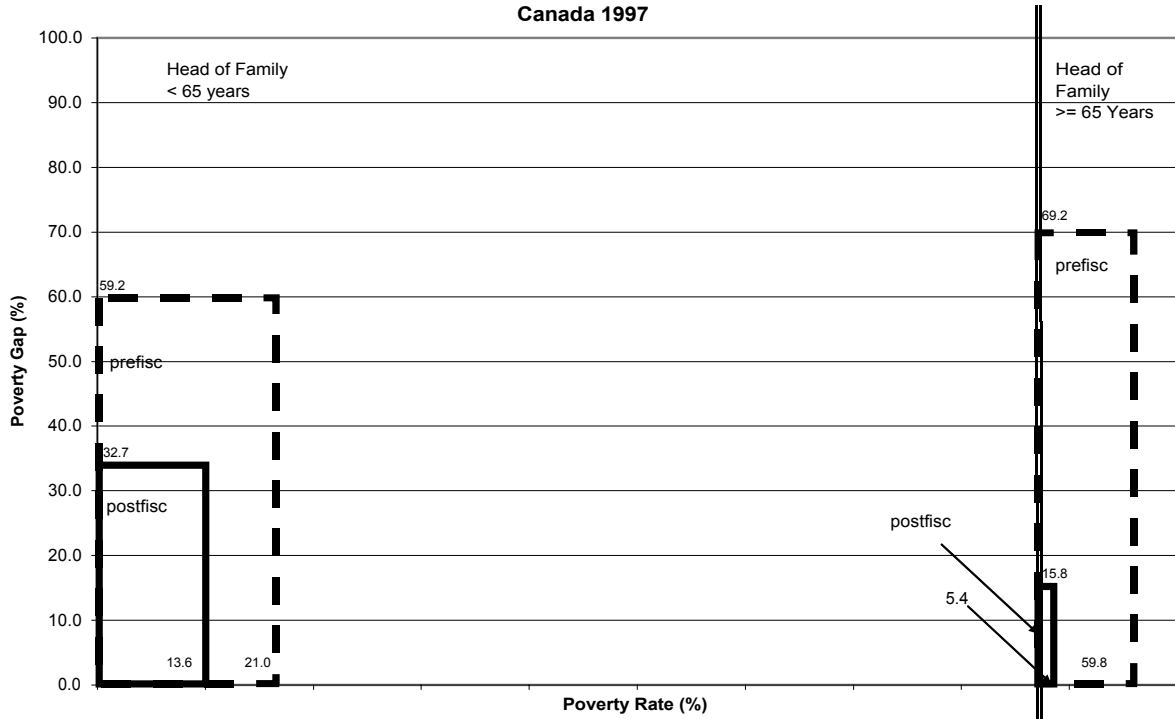 Canada 1997
100.0
90.0
80.0
70.0
60.0
50.0
40.0
30.0
20.0
10.0
0.0
Poverty Gap (%)
Head of Family
< 65 years
59.2
prefisc
32.7
postfisc
13.6
21.0
Head of
Family
>= 65 Years
69.2
prefisc
postfisc
15.8
5.4
59.8
Poverty Rate (%)